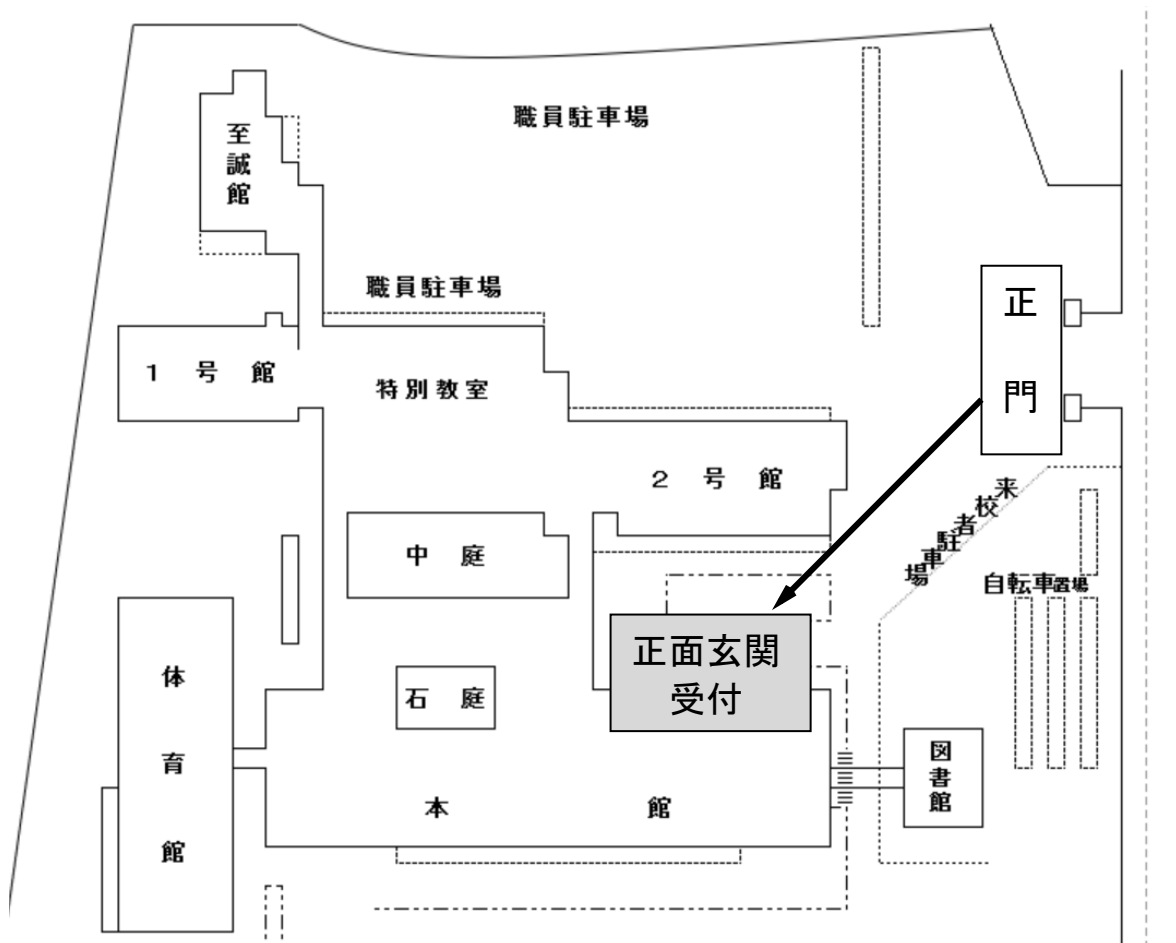 職員駐車場
至誠館
職員駐車場
正門
1号館
特別教室
2号館
来校者駐車場
中庭
自転車置場
正面玄関
受付
体育館
石庭
図書館
本館